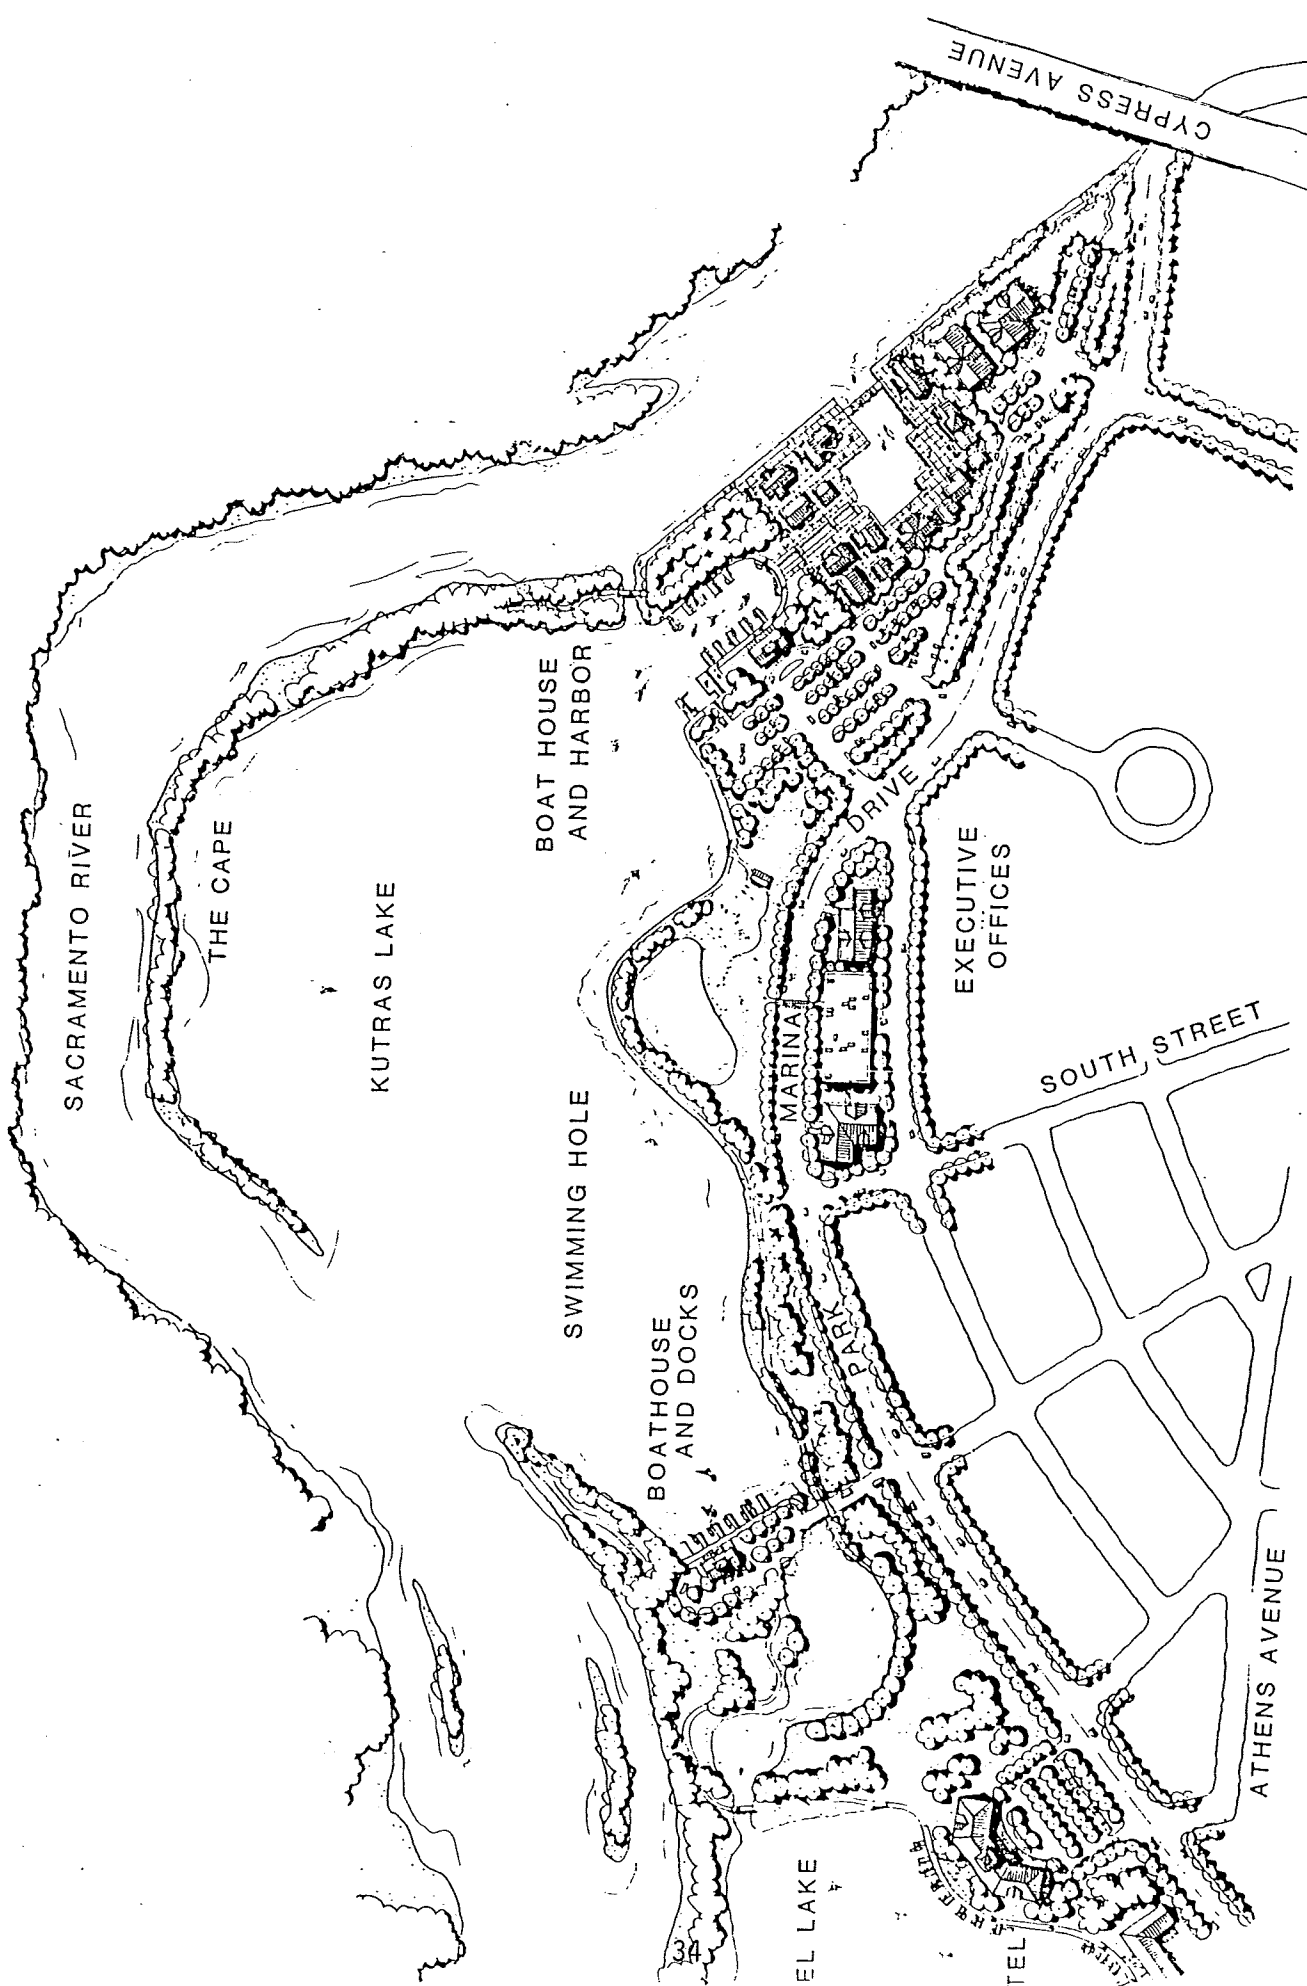 CYPRESS AVENUE
SACRAMENTO RIVER
THE CAPE
KUTRAS LAKE
BOAT HOUSE
AND HARBOR
SWIMMING HOLE
BOATHOUSE
AND DOCKS
PARK MARINA DRIVE
EXECUTIVE
OFFICES
SOUTH STREET
ATHENS AVENUE
EL LAKE
TEL
34